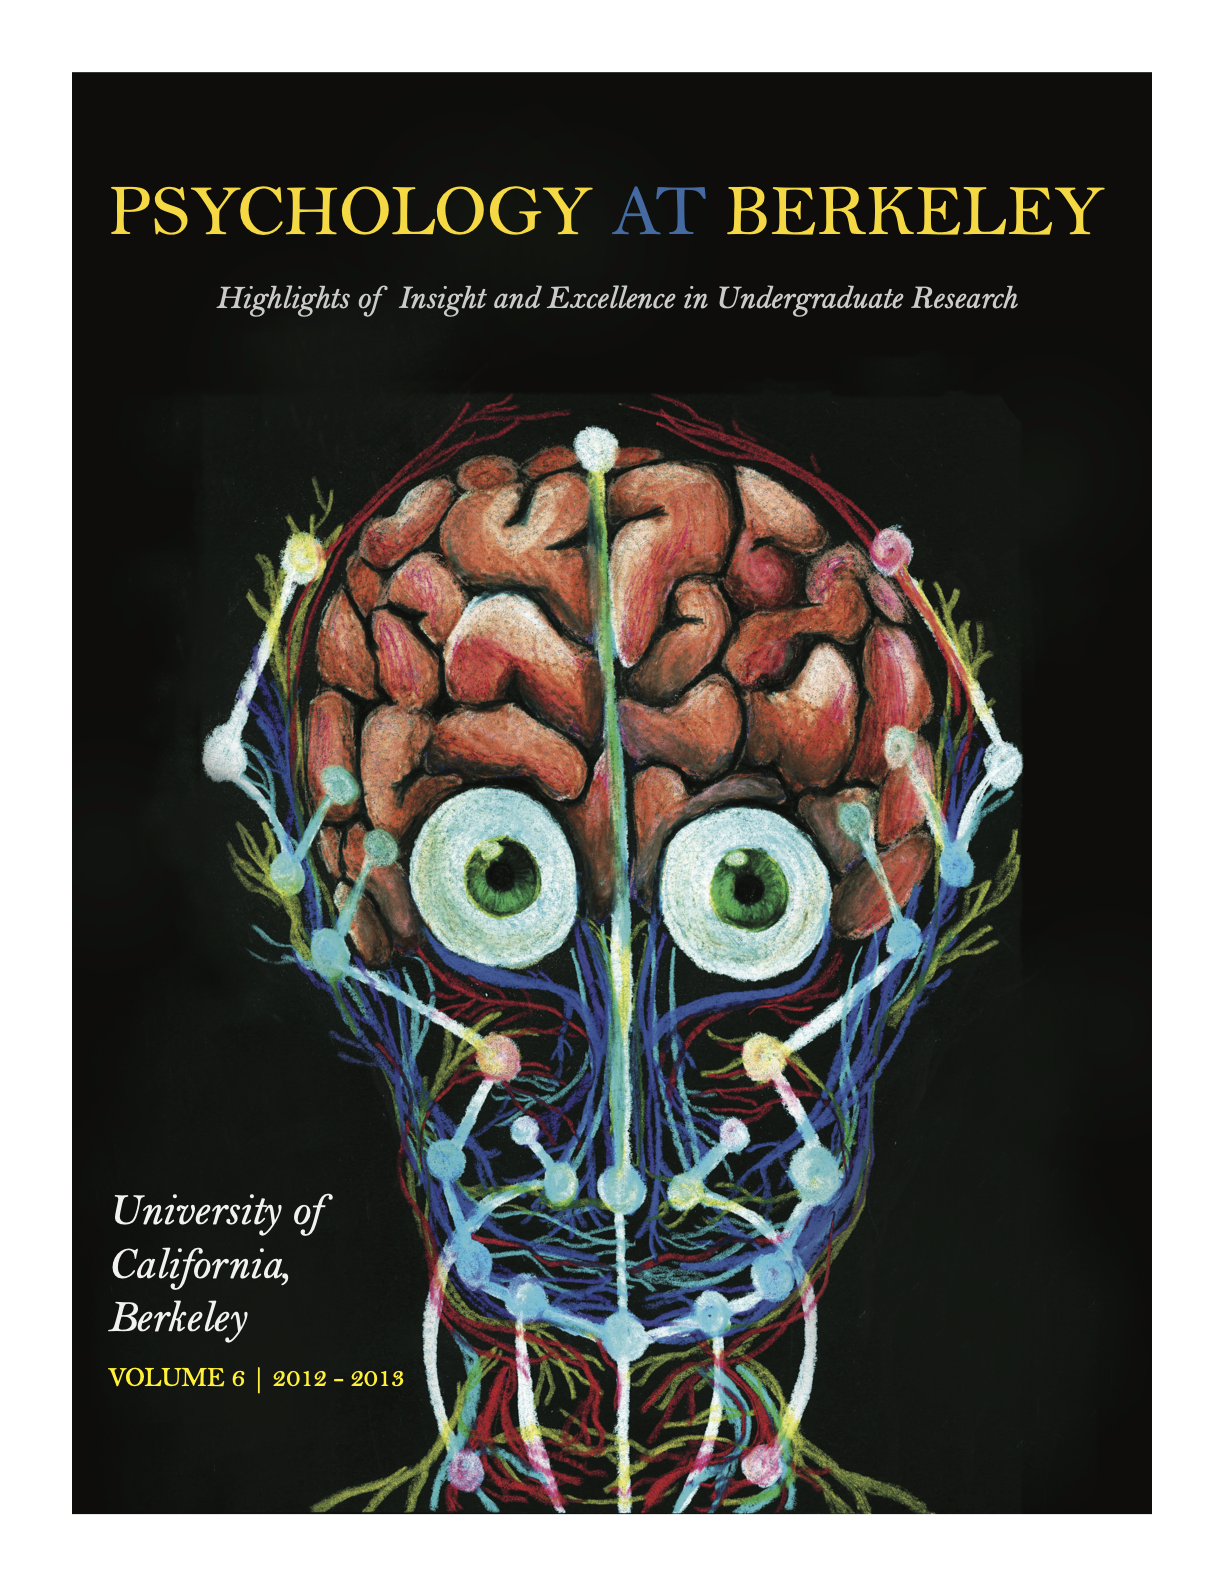 PSYCHOLOGY AT BERKELEY
Highlights of Insight and Excellence in Undergraduate Research
University of
California,
Berkeley
VOLUME 6 | 2012 - 2013